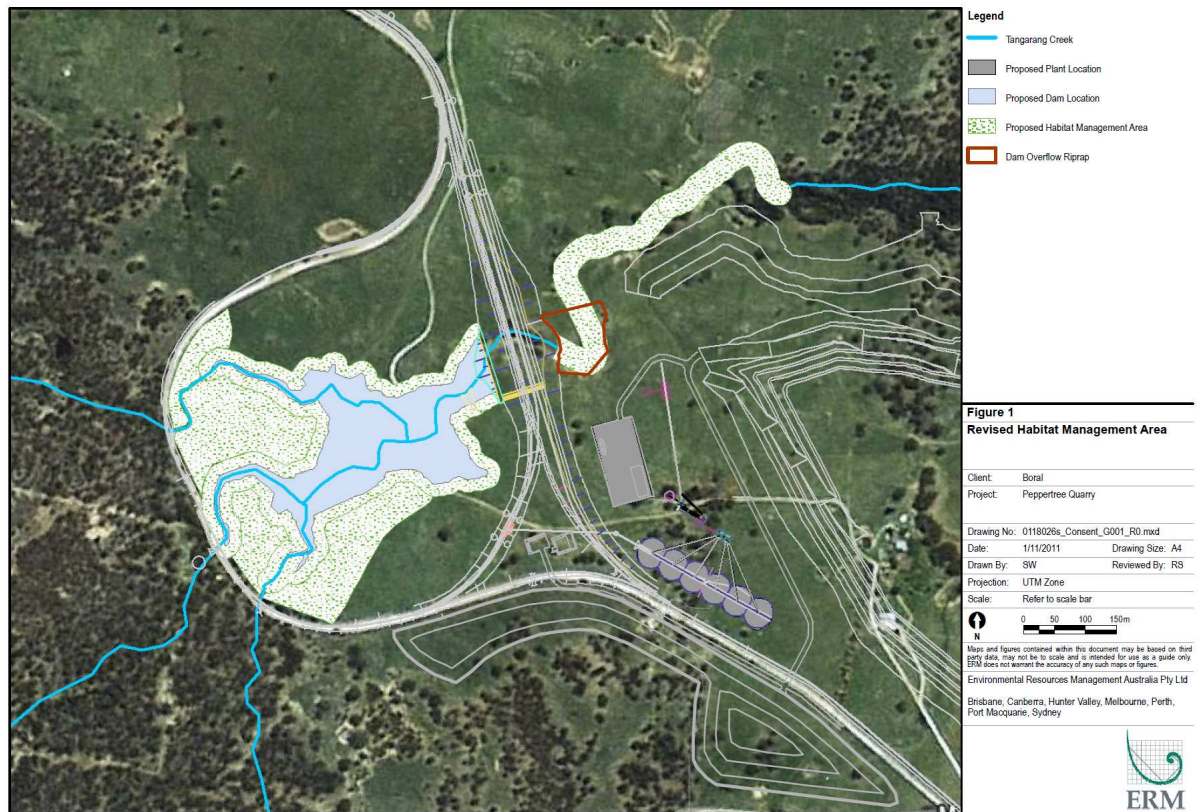 Legend
Tangarang Creek
Proposed Plant Location
Proposed Dam Location
Proposed Habitat Management Area
Dam Overflow Riprap
Figure 1
Revised Habitat Management Area
Client: Boral
Project: Peppertree Quarry
Drawing No: 0118026s_Consent_G001_R0.mxd
Date: 1/11/2011 Drawing Size: A4
Drawn By: SW Reviewed By: RS
Projection: UTM Zone
Scale: Refer to scale bar
0 50 100 150m
N
Maps and figures contained within this document may be based on third
party data, may not be to scale and is intended for use as a guide only.
ERM does not warrant the accuracy of any such maps or figures.
Environmental Resources Management Australia Pty Ltd
Brisbane, Canberra, Hunter Valley, Melbourne, Perth,
Port Macquarie, Sydney
ERM